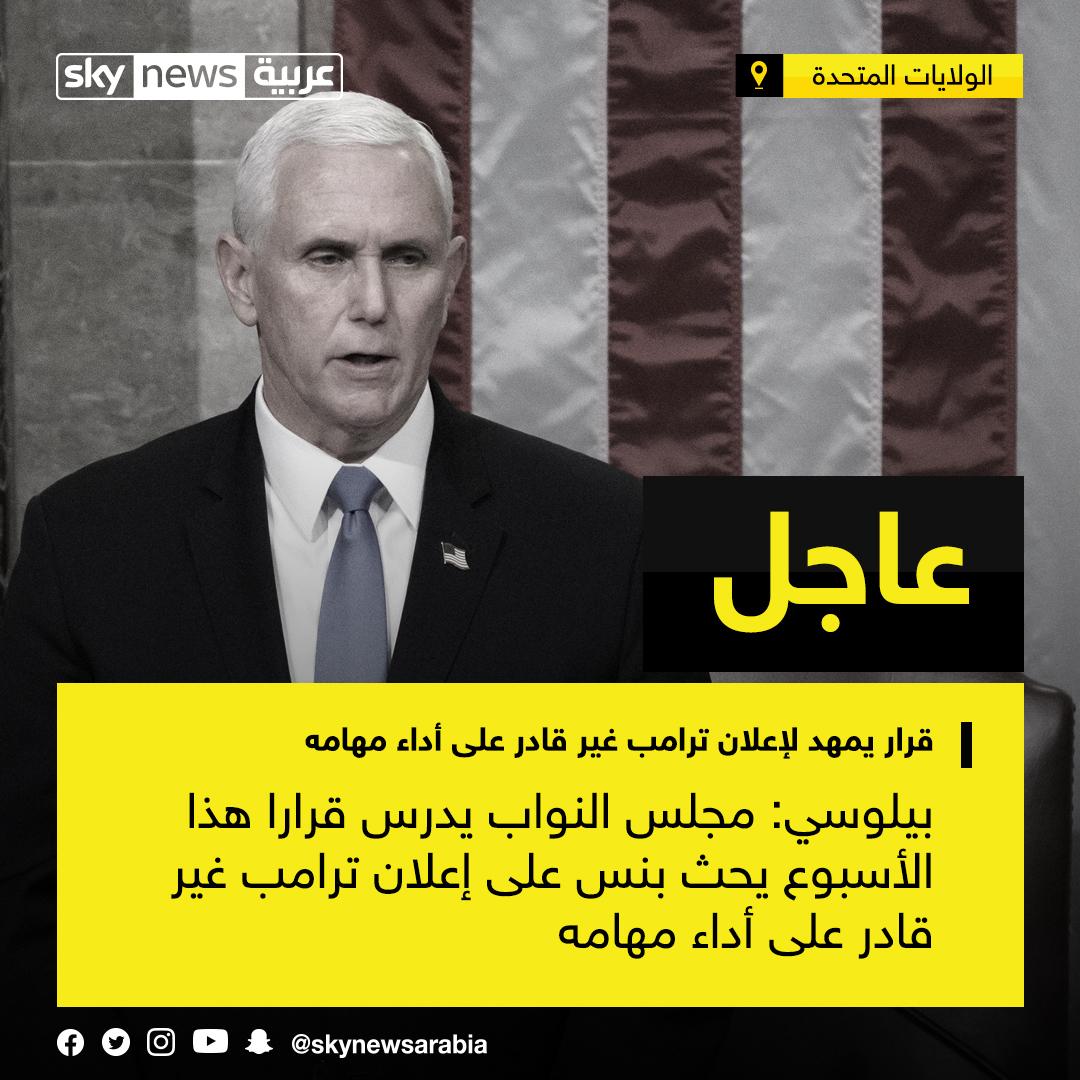 sky news عربية
الولايات المتحدة
عاجل
قرار يمهد لإعلان ترامب غير قادر على أداء مهامه
بيلوسي: مجلس النواب يدرس قرارا هذا
الأسبوع يحث بنس على إعلان ترامب غير
قادر على أداء مهامه
@skynewsarabia